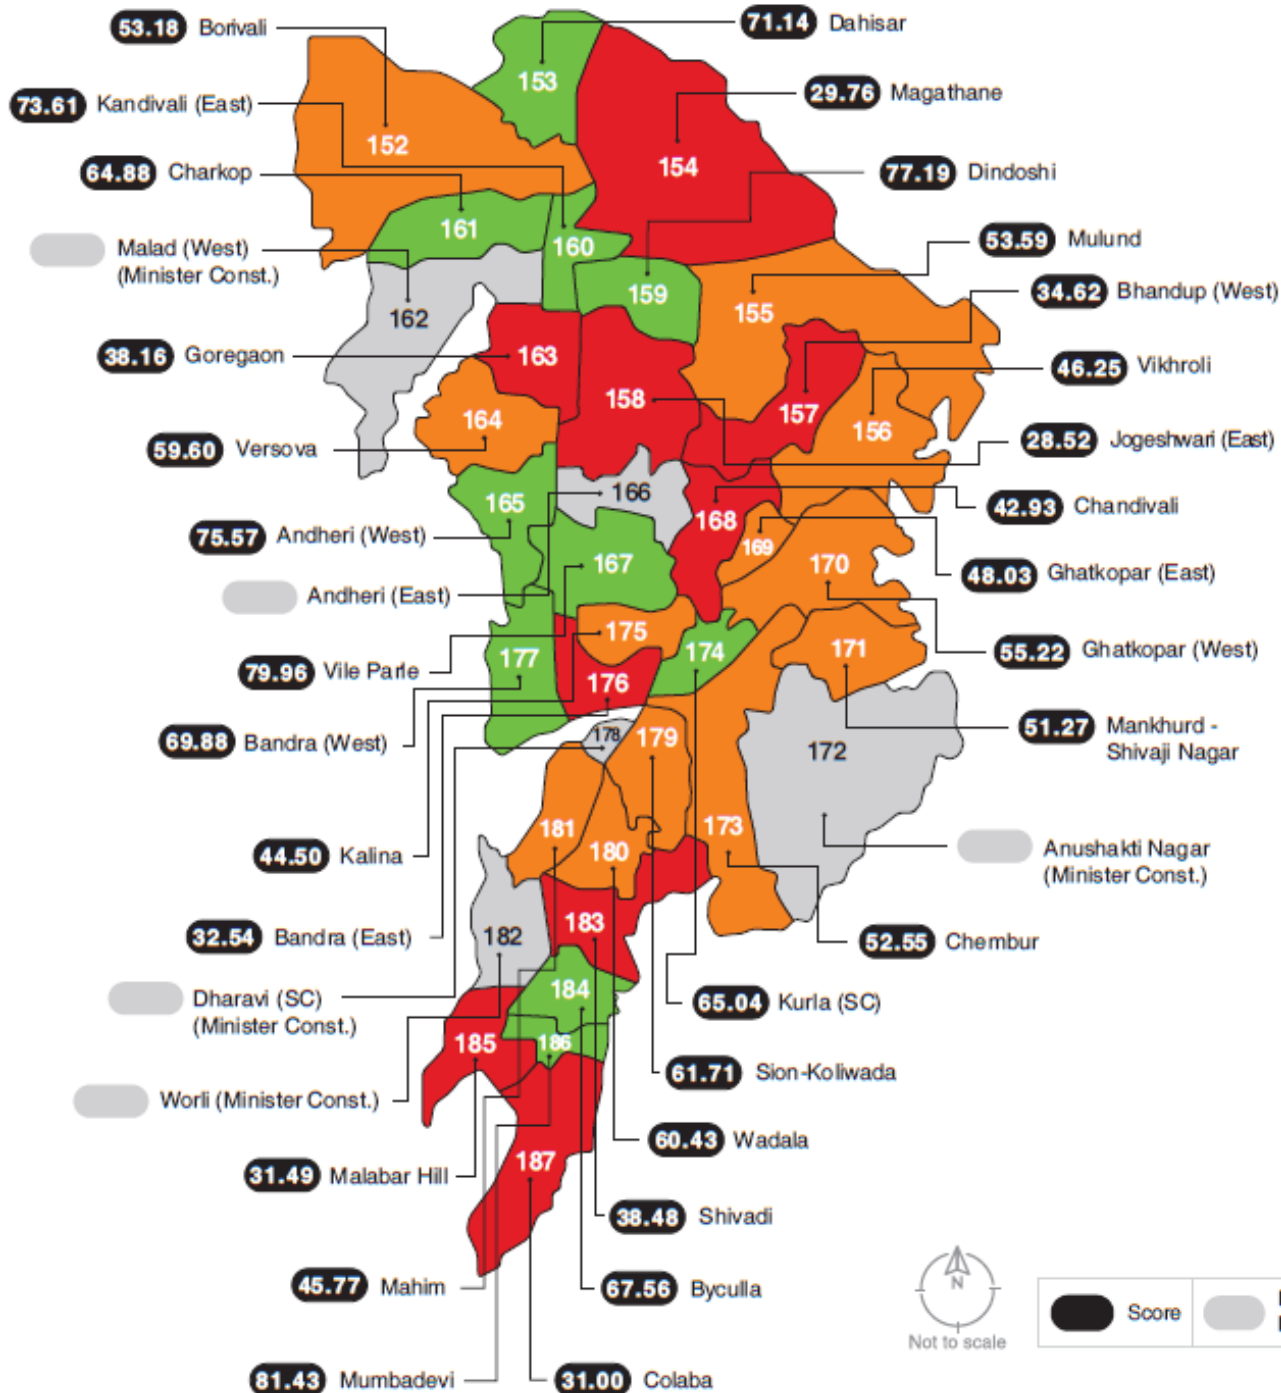 53.18 Borivali
71.14 Dahisar
73.61 Kandivali (East)
29.76 Magathane
64.88 Charkop
77.19 Dindoshi
Malad (West)
(Minister Const.)
53.59 Mulund
34.62 Bhandup (West)
38.16 Goregaon
46.25 Vikhroli
59.60 Versova
28.52 Jogeshwari (East)
42.93 Chandivali
75.57 Andheri (West)
48.03 Ghatkopar (East)
Andheri (East)
55.22 Ghatkopar (West)
79.96 Vile Parle
51.27 Mankhurd -
Shivaji Nagar
69.88 Bandra (West)
44.50 Kalina
Anushakti Nagar
(Minister Const.)
32.54 Bandra (East)
52.55 Chembur
Dharavi (SC)
(Minister Const.)
65.04 Kurla (SC)
61.71 Sion-Koliwada
Worli (Minister Const.)
60.43 Wadala
31.49 Malabar Hill
38.48 Shivadi
45.77 Mahim
67.56 Byculla
81.43 Mumbadevi
31.00 Colaba
153
152
154
161
160
159
155
162
163
158
157
156
164
165
166
168
169
170
167
175
174
171
177
176
172
178
179
181
180
173
182
183
184
185
186
187
N
Not to scale
Score